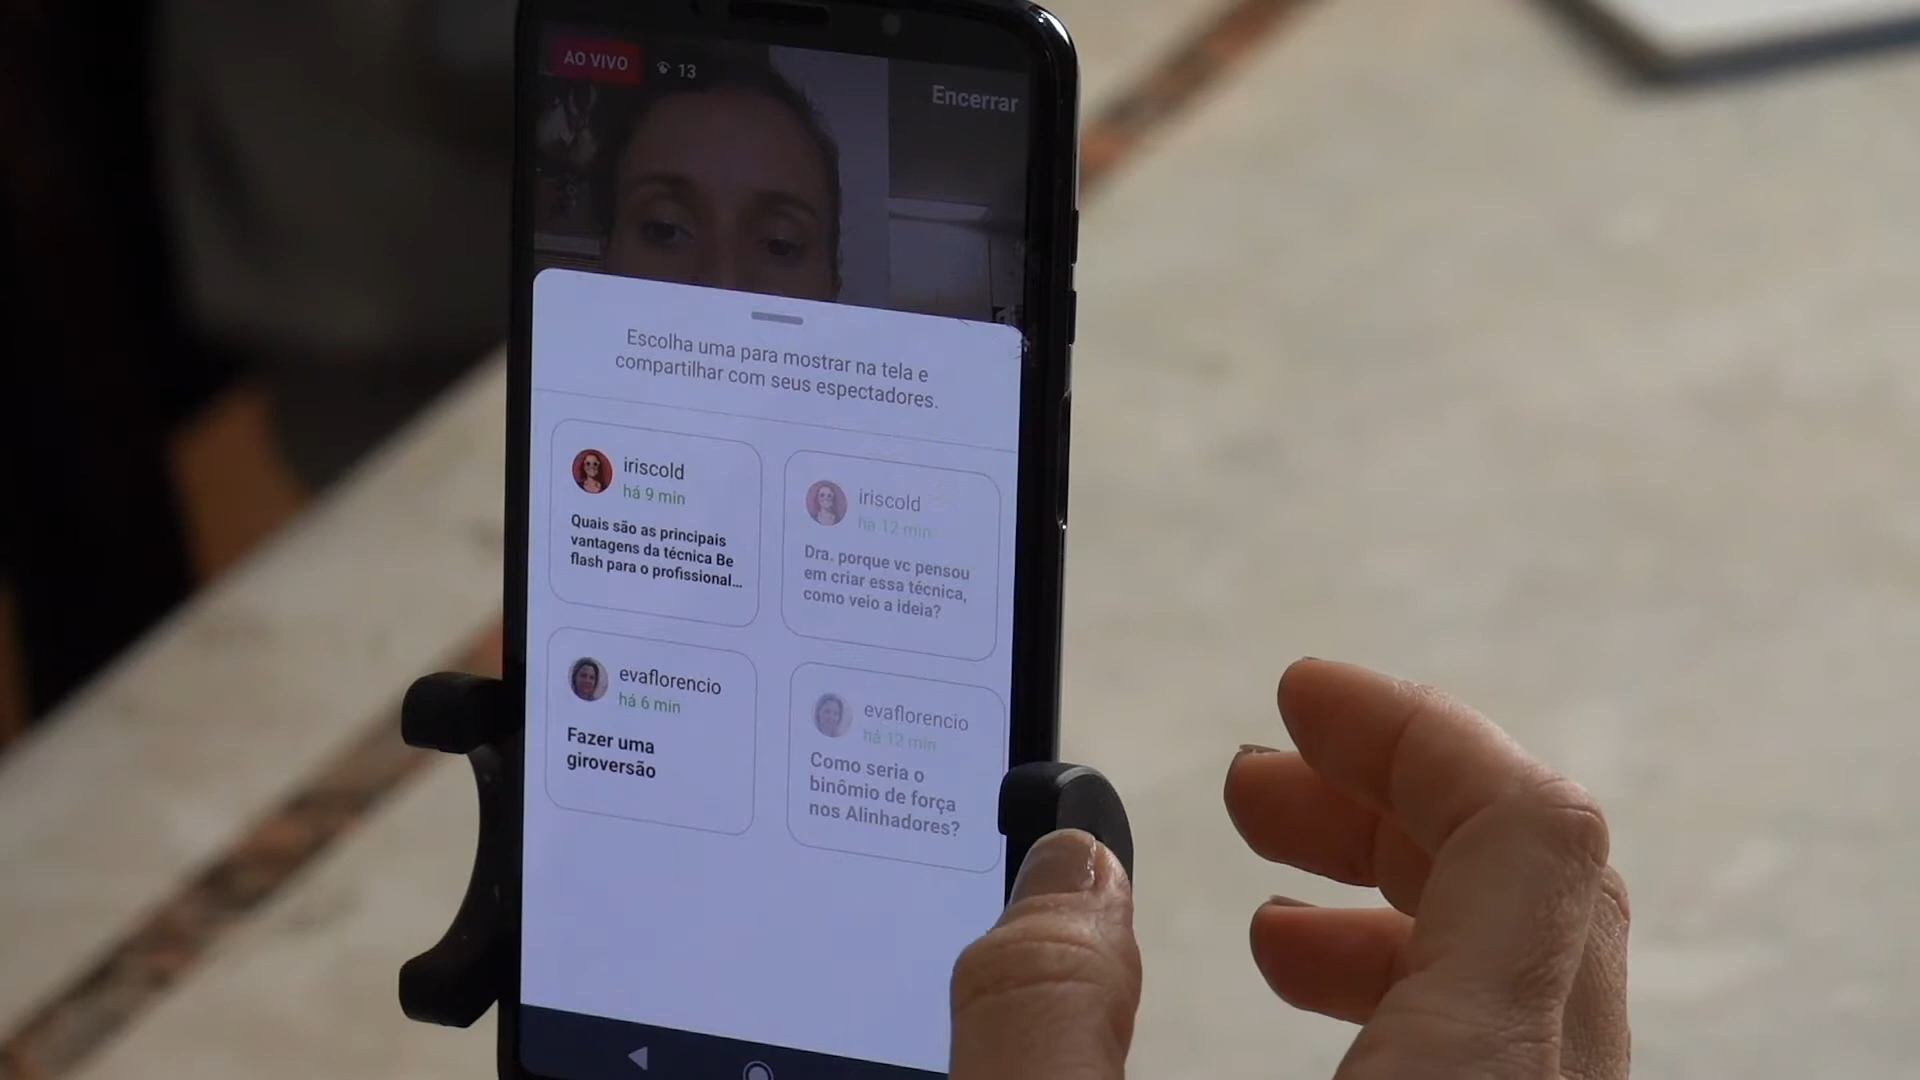 AO VIVO
13
Encerrar
Escolha uma para mostrar na tela e
compartilhar com seus espectadores.
iriscold
há 9 min
Quais são as principais
vantagens da técnica Be
flash para o profissional...
iriscold
há 12 min
Dra. porque vc pensou
em criar essa técnica,
como veio a ideia?
evaflorencio
há 6 min
Fazer uma
giroversão
evaflorencio
há 12 min
Como seria o
binômio de força
nos Alinhadores?